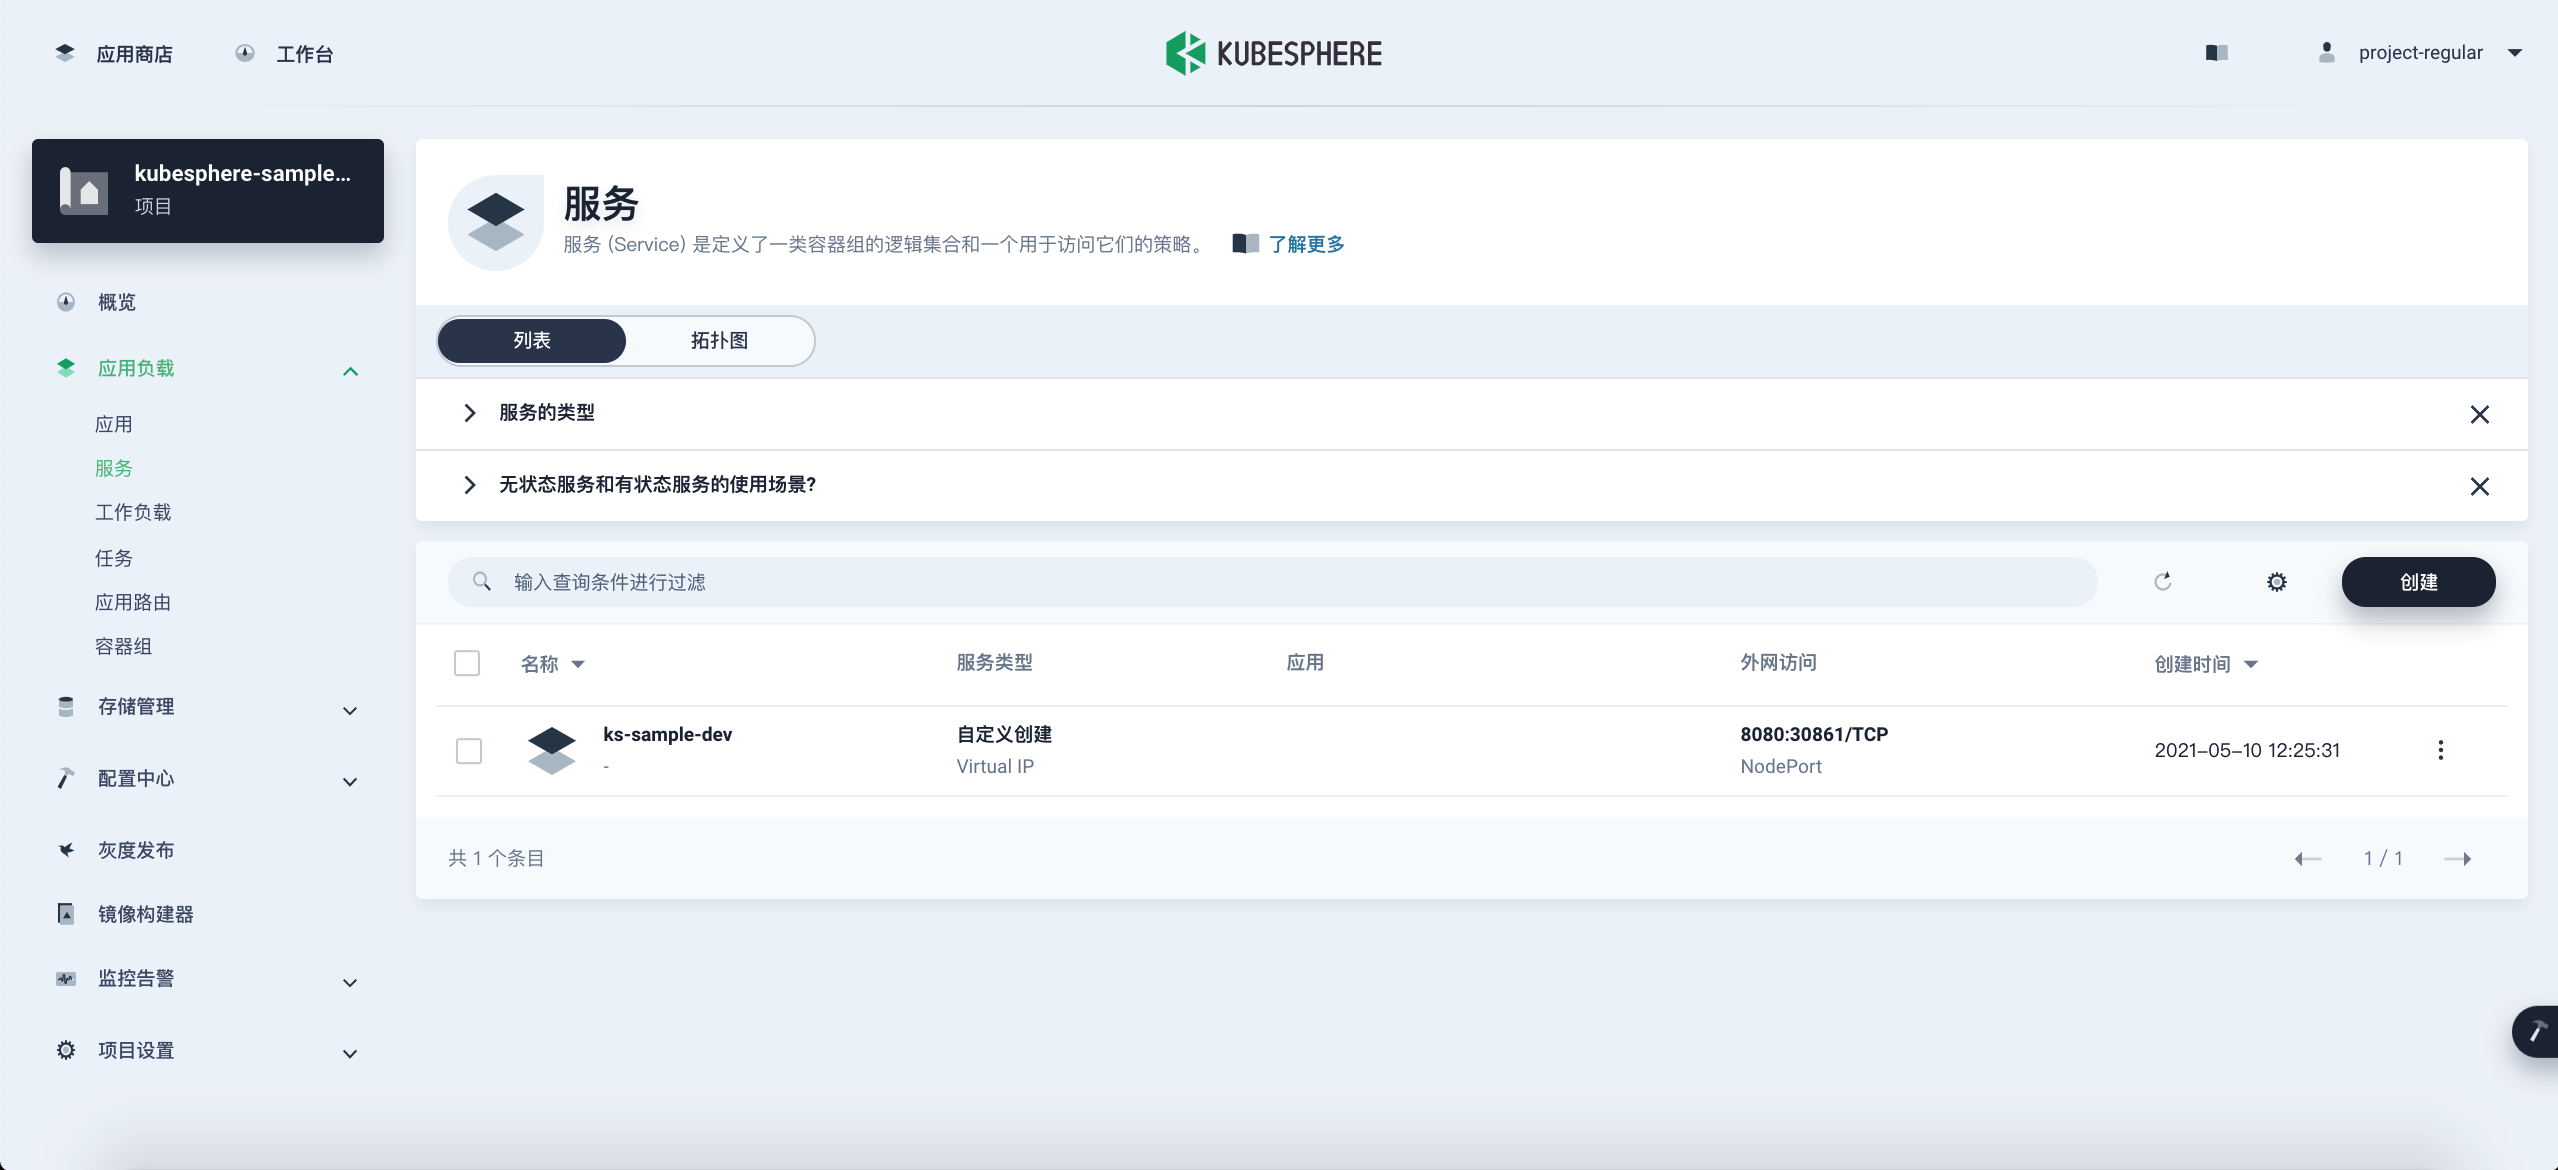 应用商店
工作台
KUBESPHERE
project-regular
kubesphere-sample...
项目
概览
应用负载
应用
服务
工作负载
任务
应用路由
容器组
存储管理
配置中心
灰度发布
镜像构建器
监控告警
项目设置
服务
服务 (Service) 是定义了一类容器组的逻辑集合和一个用于访问它们的策略。 了解更多
列表
拓扑图
服务的类型
无状态服务和有状态服务的使用场景?
输入查询条件进行过滤
创建
名称 服务类型 应用 外网访问 创建时间
ks-sample-dev 自定义创建 8080:30861/TCP 2021-05-10 12:25:31
- Virtual IP NodePort
共 1 个条目
1 / 1